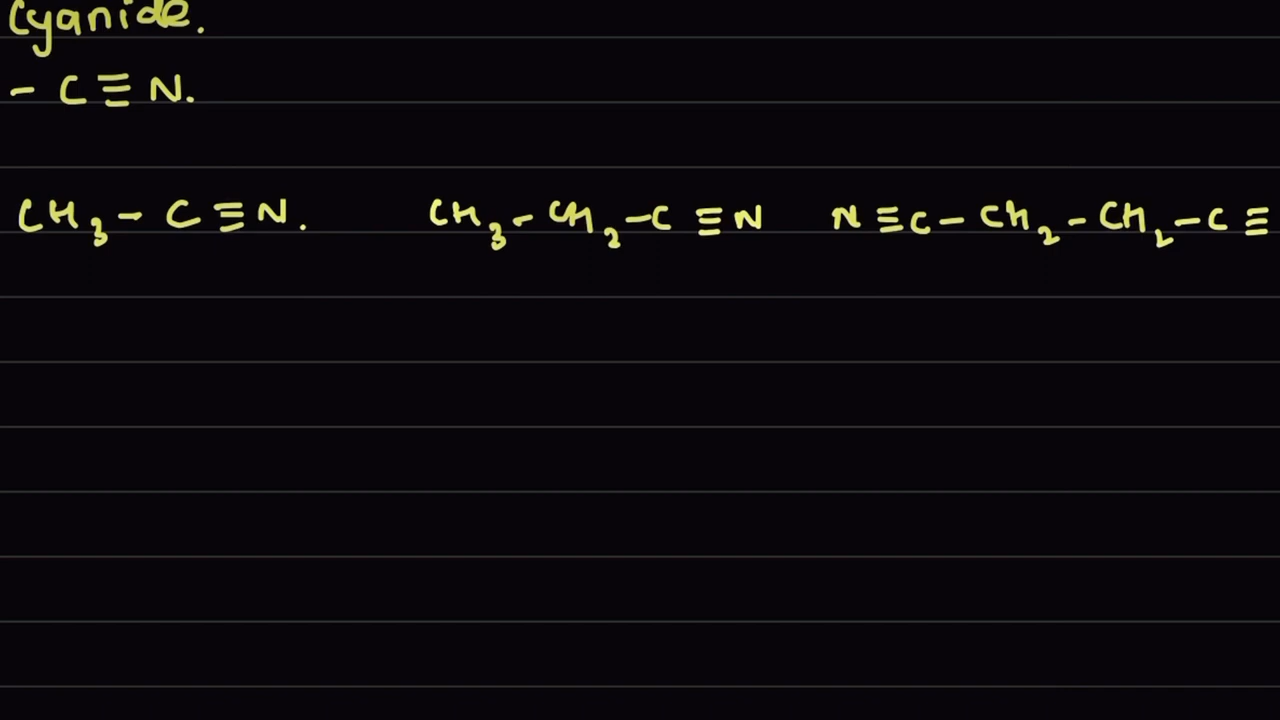 Cyanide.
- C ≡ N.
CH₃ - C ≡ N. CH₃ - CH₂ - C ≡ N N ≡ C - CH₂ - CH₂ - C ≡